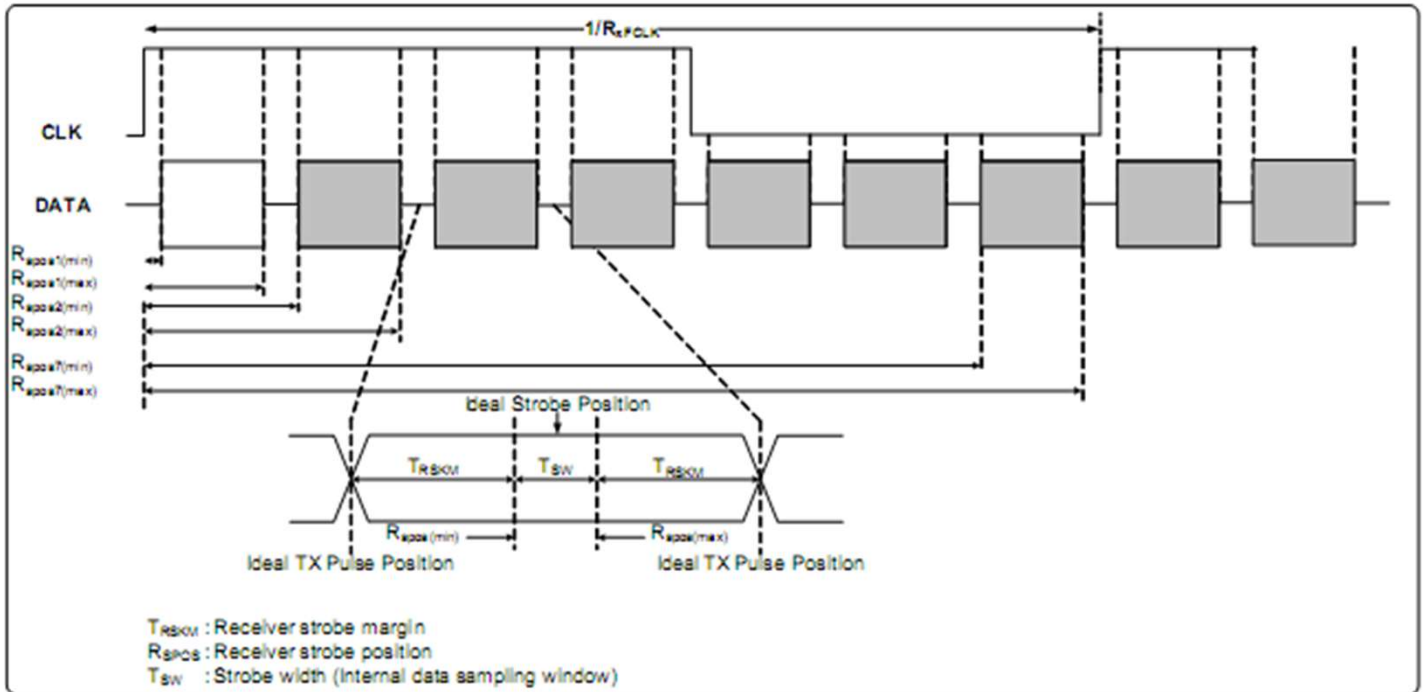 1/RxFCLK
CLK
DATA
Rspos1(min)
Rspos1(max)
Rspos2(min)
Rspos2(max)
Rspos7(min)
Rspos7(max)
Ideal Strobe Position
TRSKM TSW TRSKM
Rspos(min) Rspos(max)
Ideal TX Pulse Position Ideal TX Pulse Position
TRSKM : Receiver strobe margin
RSPOS : Receiver strobe position
TSW : Strobe width (Internal data sampling window)